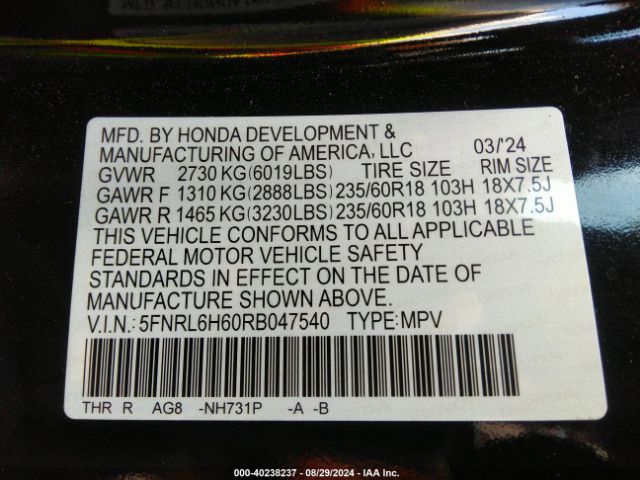 MFD. BY HONDA DEVELOPMENT &
MANUFACTURING OF AMERICA, LLC 03/'24
GVWR 2730 KG (6019LBS) TIRE SIZE RIM SIZE
GAWR F 1310 KG (2888LBS) 235/60R18 103H 18X7.5J
GAWR R 1465 KG (3230LBS) 235/60R18 103H 18X7.5J
THIS VEHICLE CONFORMS TO ALL APPLICABLE
FEDERAL MOTOR VEHICLE SAFETY
STANDARDS IN EFFECT ON THE DATE OF
MANUFACTURE SHOWN ABOVE.
V.I.N.: 5FNRL6H60RB047540 TYPE:MPV
THR R AG8 -NH731P -A -B
000-40238237 - 08/29/2024 - IAA Inc.